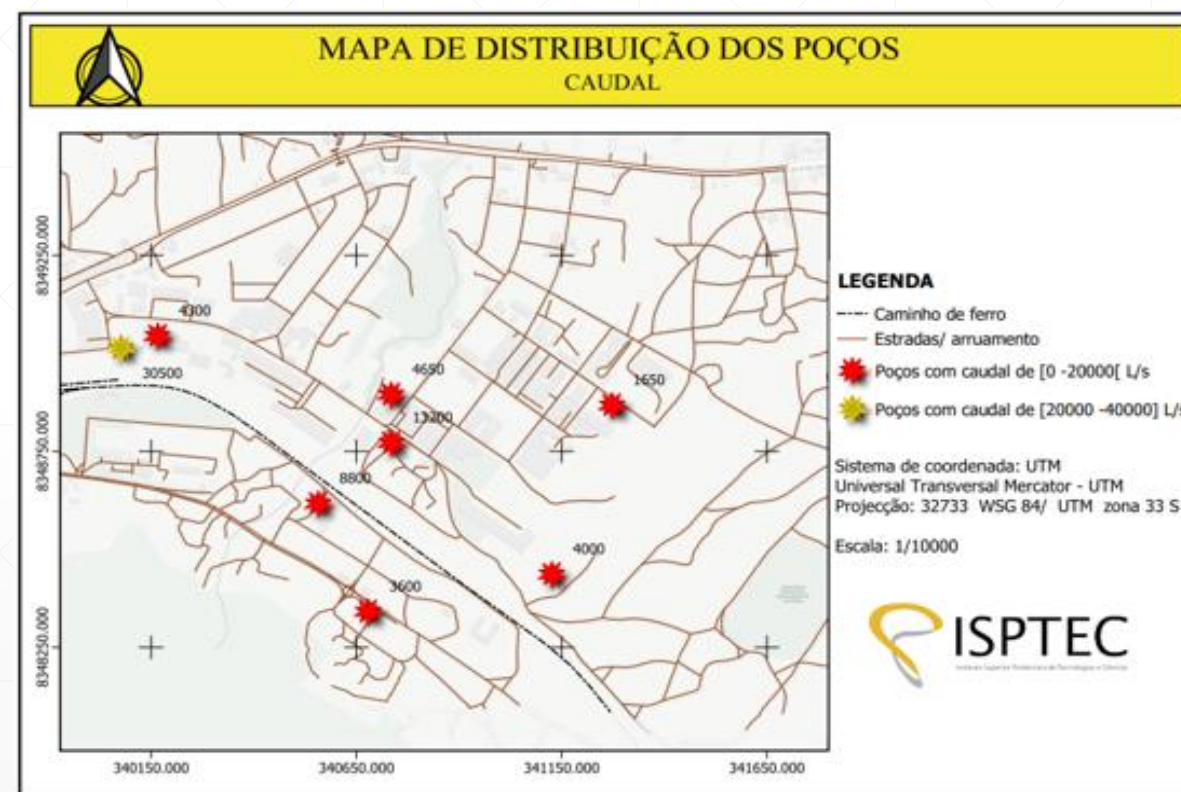 MAPA DE DISTRIBUIÇÃO DOS POÇOS
CAUDAL
8349250.000
8348750.000
8348250.000
4300
30500
4650
13200
1650
8800
4000
3600
340150.000
340650.000
341150.000
341650.000
LEGENDA
Caminho de ferro
Estradas/ arruamento
Poços com caudal de [0 -20000[ L/s
Poços com caudal de [20000 -40000] L/s
Sistema de coordenada: UTM
Universal Transversal Mercator - UTM
Projecção: 32733 WSG 84/ UTM zona 33 S
Escala: 1/10000
ISPTEC